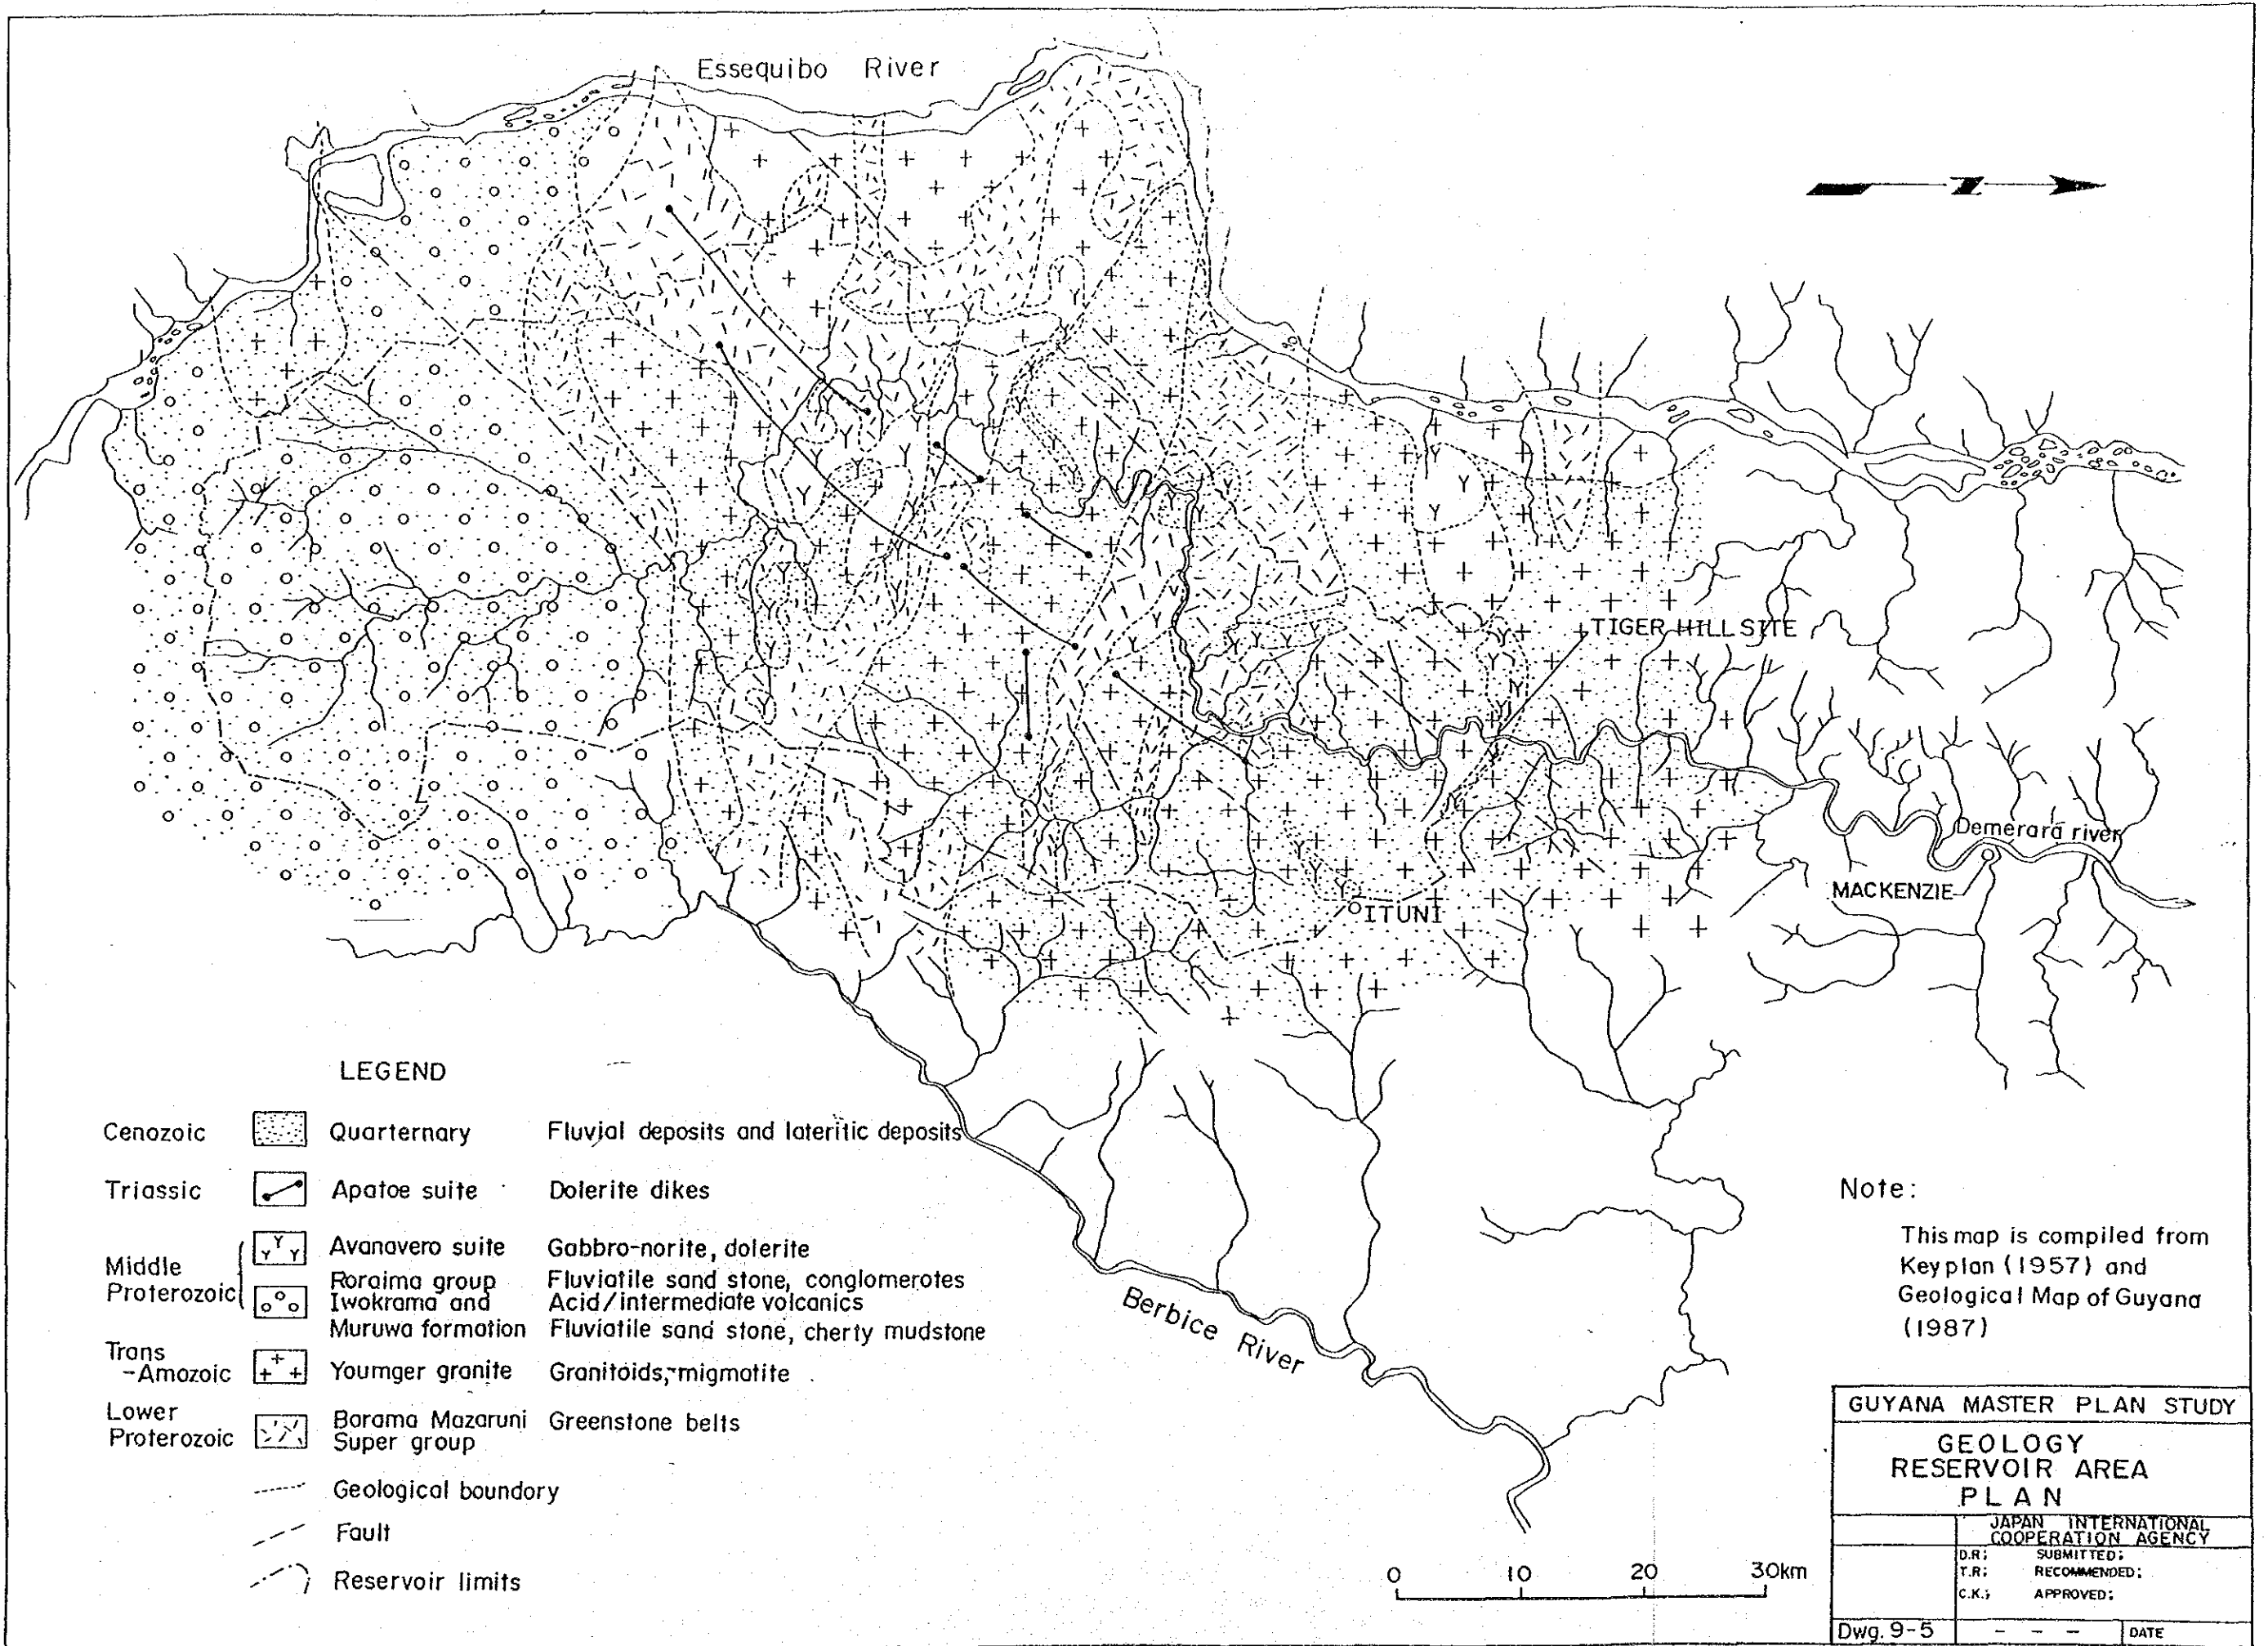 Essequibo River
Z
TIGER HILL SITE
Demerara river
MACKENZIE
ITUNI
Berbice River
LEGEND
Cenozoic Quarternary Fluvial deposits and lateritic deposits
Triassic Apatoe suite Dolerite dikes
Middle Proterozoic
Y Y Y Avanavero suite Gabbro-norite, dolerite
Roraima group Fluviatile sand stone, conglomerotes
Iwokrama and Acid/intermediate volcanics
Muruwa formation Fluviatile sand stone, cherty mudstone
Trans
-Amazoic Youmger granite Granitoids, migmatite
Lower
Proterozoic Barama Mazaruni Greenstone belts
Super group
Geological boundory
Fault
Reservoir limits
Note:
This map is compiled from
Keyplan (1957) and
Geological Map of Guyana
(1987)
0 10 20 30km
GUYANA MASTER PLAN STUDY
GEOLOGY
RESERVOIR AREA
PLAN
JAPAN INTERNATIONAL
COOPERATION AGENCY
D.R; SUBMITTED;
T.R; RECOMMENDED;
C.K.; APPROVED;
Dwg. 9-5 - - - DATE